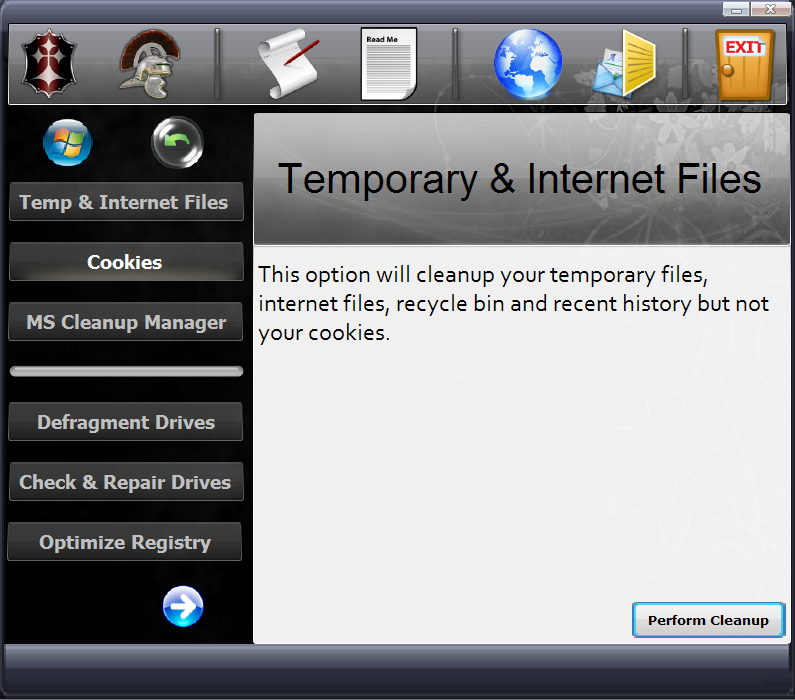 Read Me
EXIT
Temp & Internet Files
Cookies
MS Cleanup Manager
Defragment Drives
Check & Repair Drives
Optimize Registry
Temporary & Internet Files
This option will cleanup your temporary files,
internet files, recycle bin and recent history but not
your cookies.
Perform Cleanup